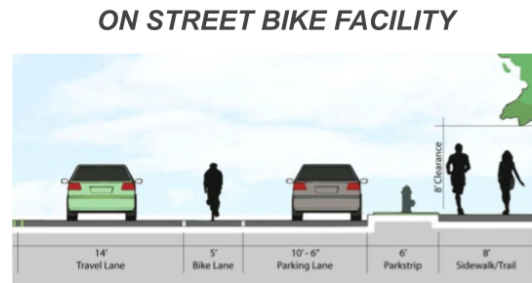 ON STREET BIKE FACILITY
8' Clearance
14' 5' 10'-6" 6' 8'
Travel Lane Bike Lane Parking Lane Parkstrip Sidewalk/Trail